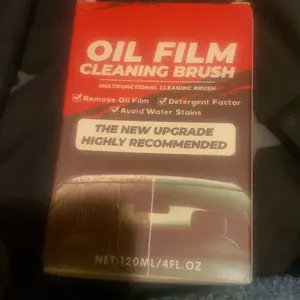 OIL FILM
CLEANING BRUSH
MULTIFUNCTIONAL CLEANING BRUSH
Remove Oil Film Detergent Factor
Avoid Water Stains
THE NEW UPGRADE
HIGHLY RECOMMENDED
NET:120ML/4FL.OZ